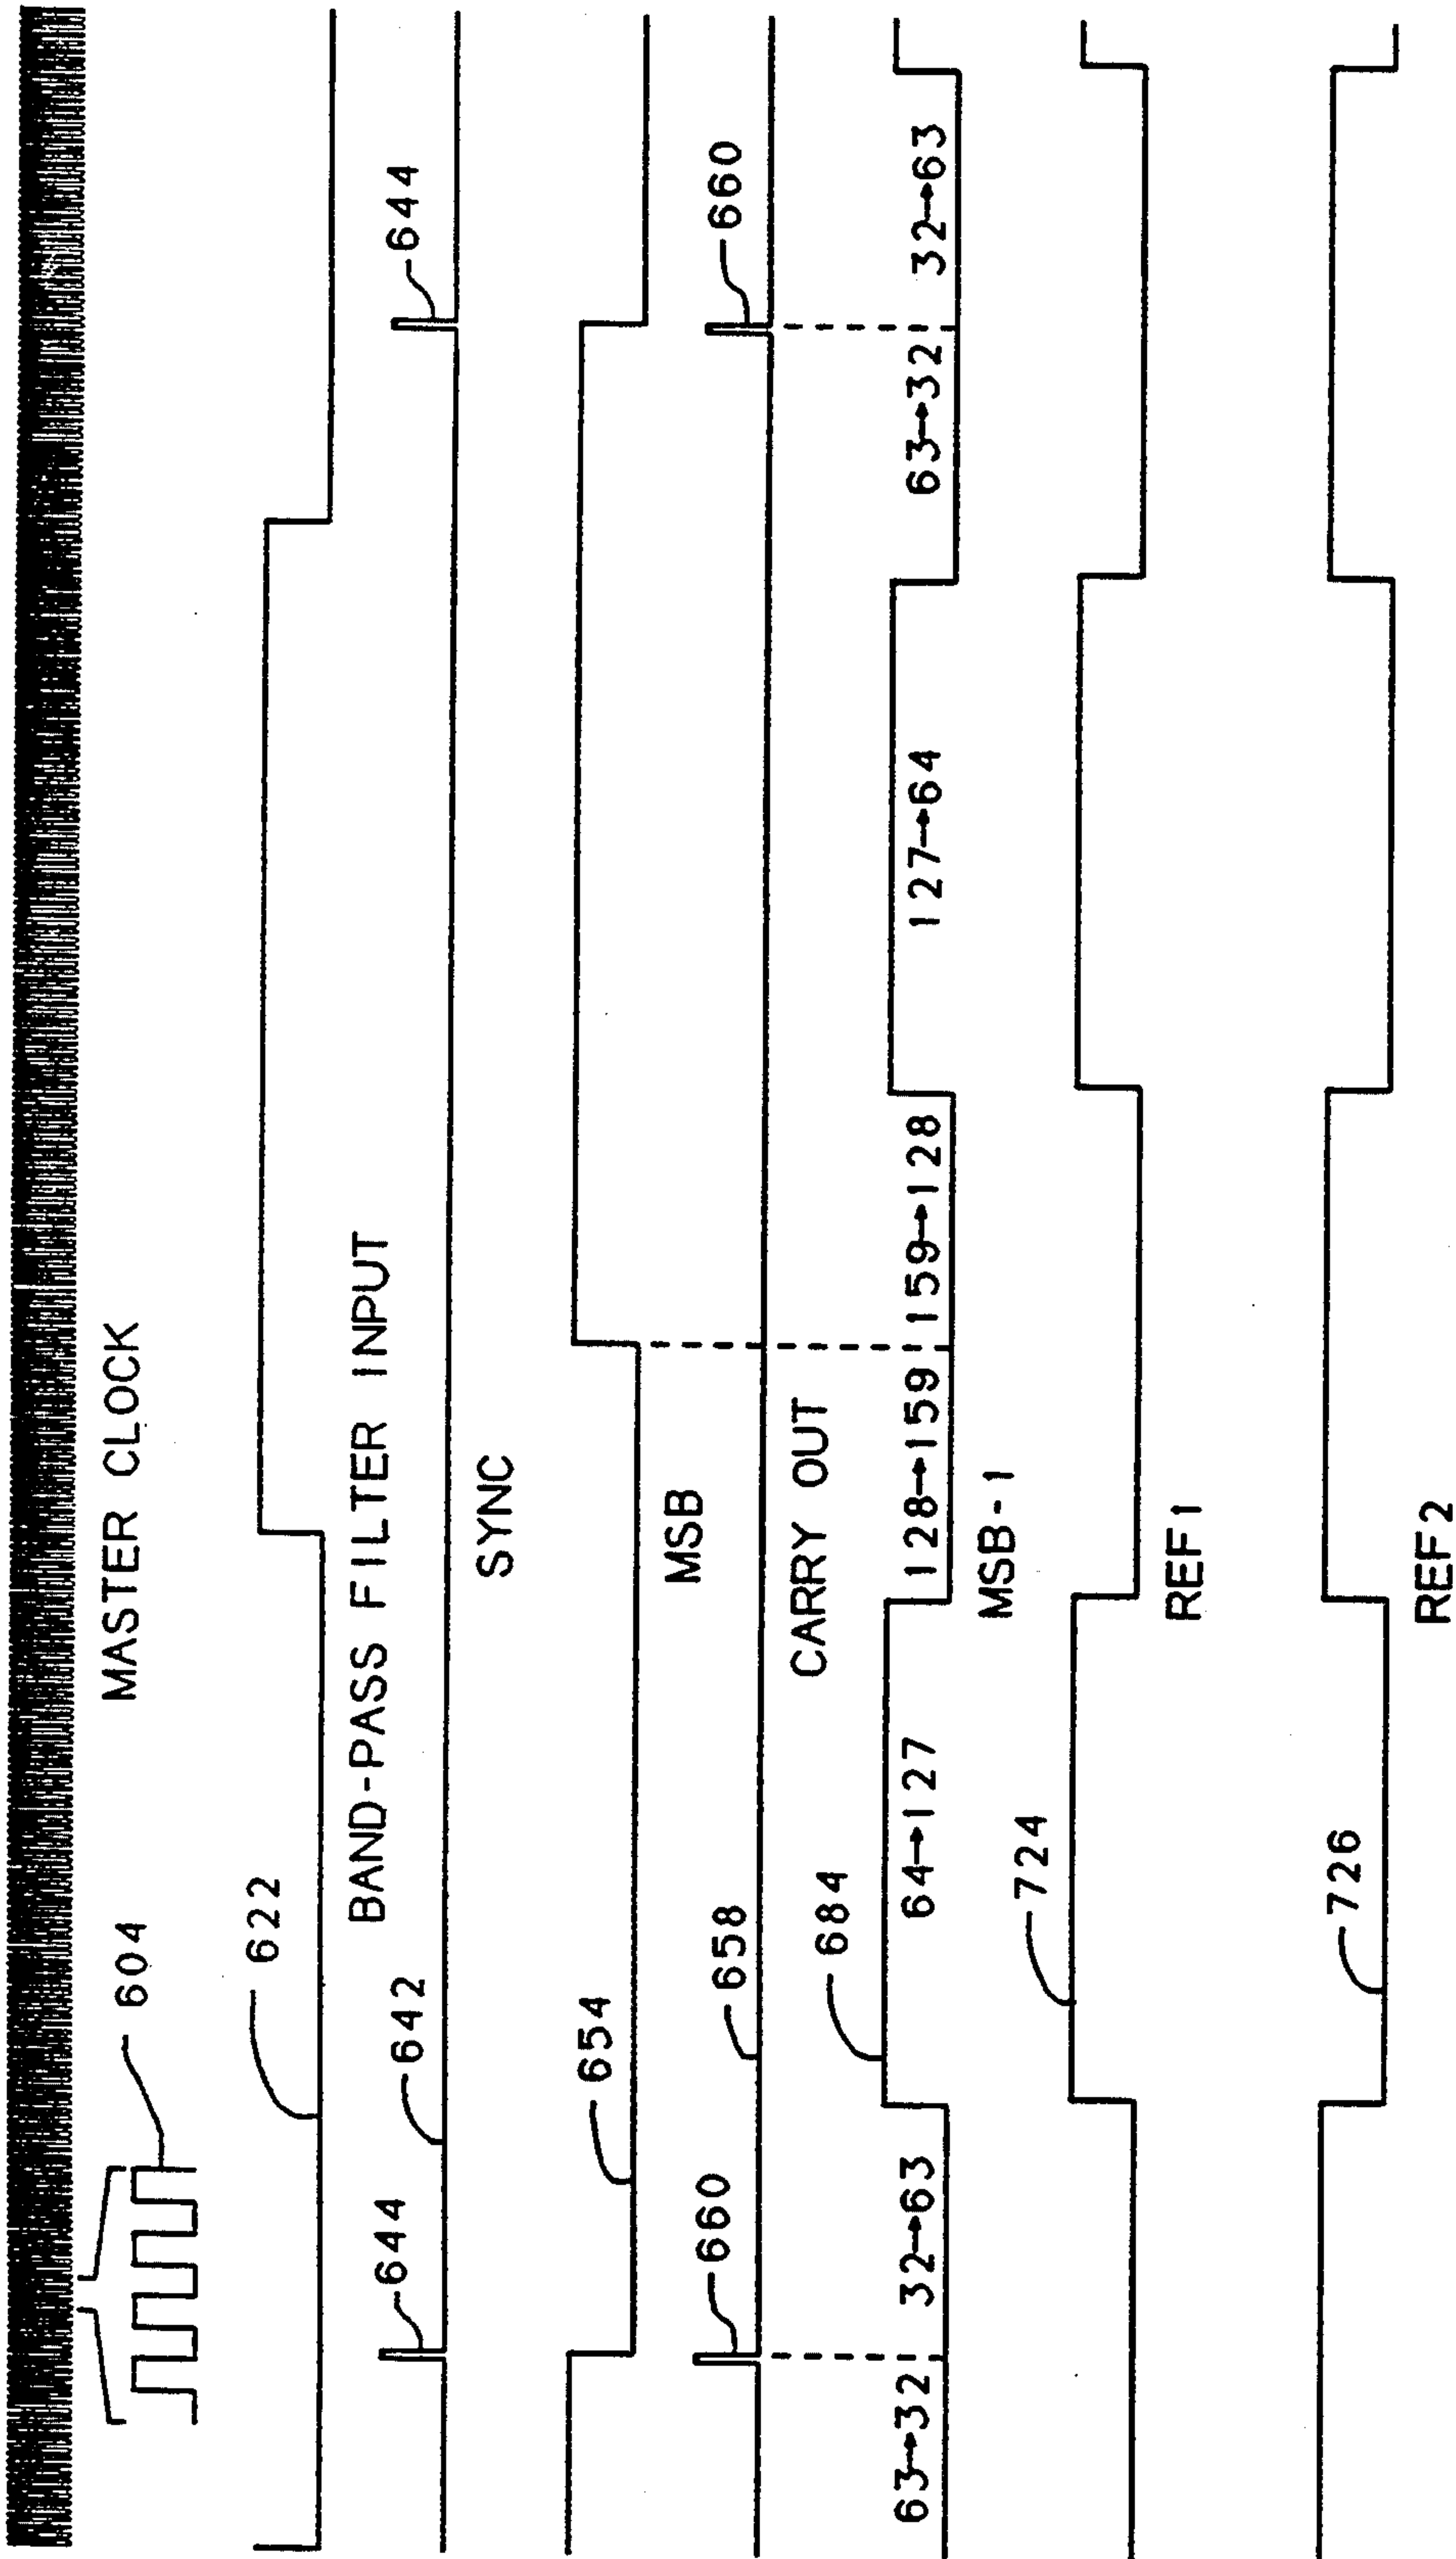 604
MASTER CLOCK
622
BAND-PASS FILTER INPUT
644
642
644
SYNC
654
MSB
660
658
660
CARRY OUT
684
63→32 32→63 64→127 128→159 159→128 127→64 63→32 32→63
MSB-1
724
REF1
726
REF2